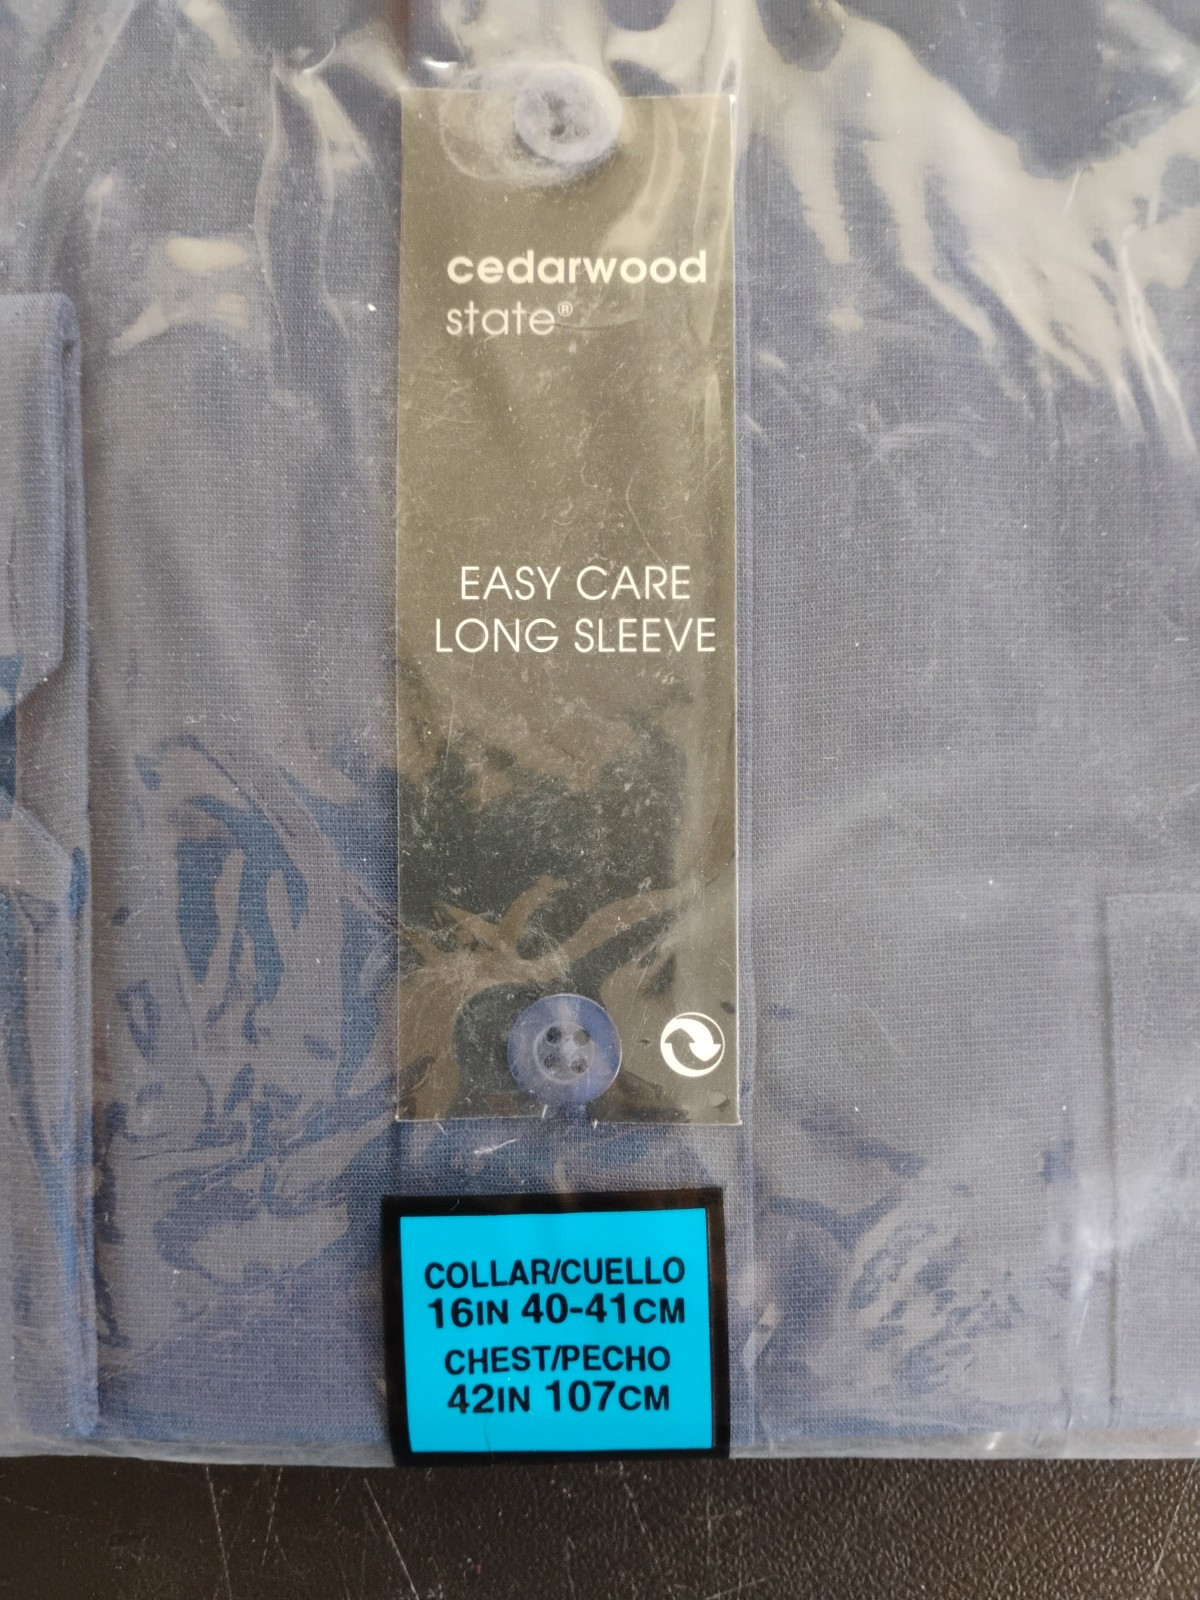 cedarwood
state®
EASY CARE
LONG SLEEVE
COLLAR/CUELLO
16IN 40-41CM
CHEST/PECHO
42IN 107CM